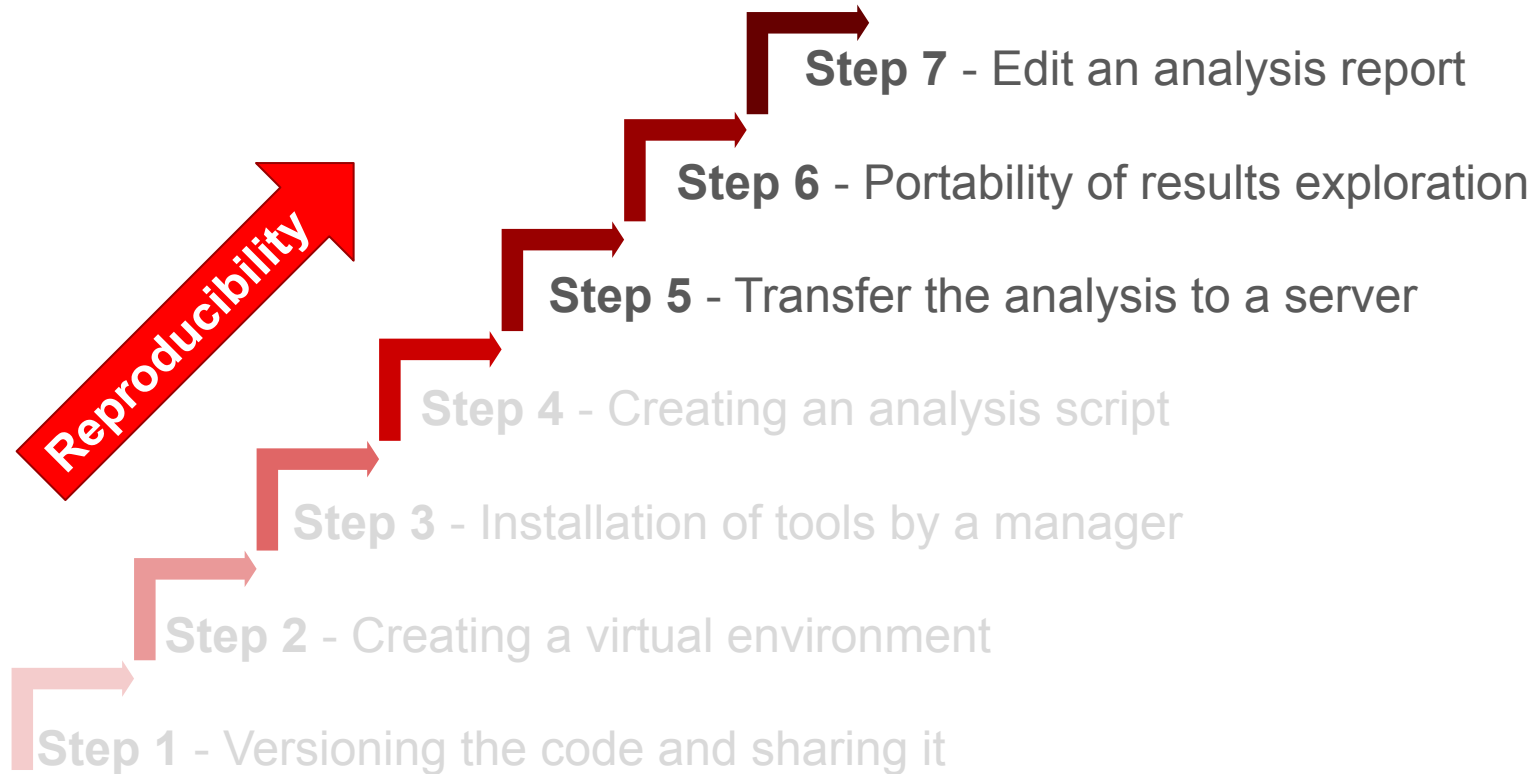 Step 7 - Edit an analysis report
Step 6 - Portability of results exploration
Reproducibility
Step 5 - Transfer the analysis to a server
Step 4 - Creating an analysis script
Step 3 - Installation of tools by a manager
Step 2 - Creating a virtual environment
Step 1 - Versioning the code and sharing it